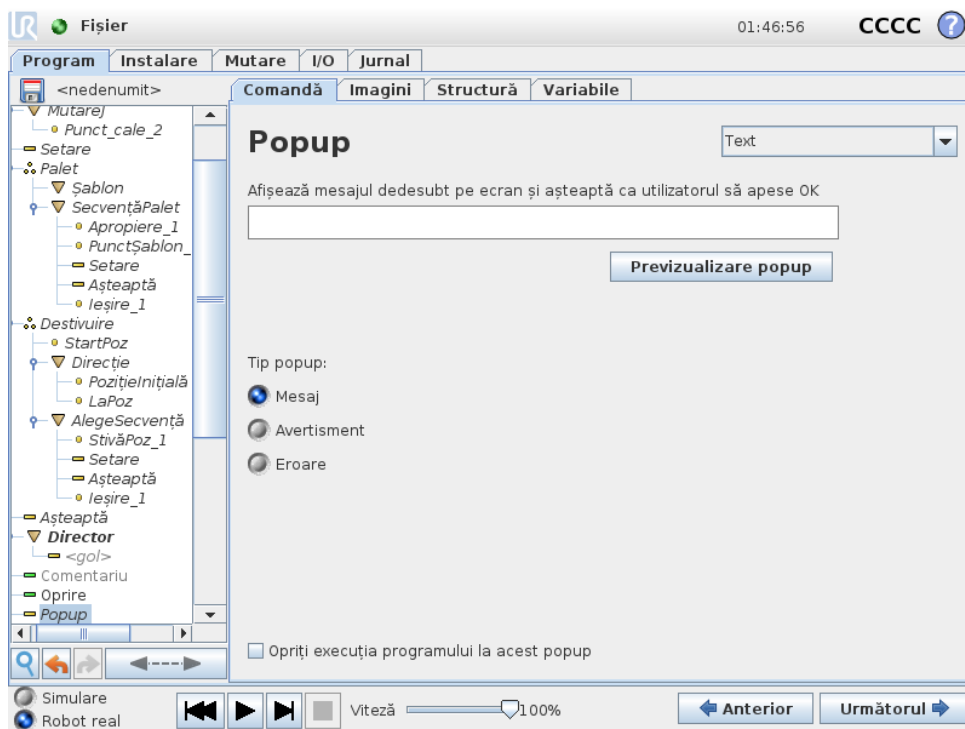 UR Fișier 01:46:56 CCCC ?
Program Instalare Mutare I/O Jurnal
<nedenumit>
Comandă Imagini Structură Variabile
MutareJ
Punct_cale_2
Setare
Palet
Șablon
SecvențăPalet
Apropiere_1
PunctȘablon_
Setare
Așteaptă
Ieșire_1
Destivuire
StartPoz
Direcție
PozițieInițială
LaPoz
AlegeSecvență
StivăPoz_1
Setare
Așteaptă
Ieșire_1
Așteaptă
Director
<gol>
Comentariu
Oprire
Popup
Popup
Text
Afișează mesajul dedesubt pe ecran și așteaptă ca utilizatorul să apese OK
Previzualizare popup
Tip popup:
Mesaj
Avertisment
Eroare
Opriți execuția programului la acest popup
Simulare
Robot real
Viteză 100%
Anterior Următorul